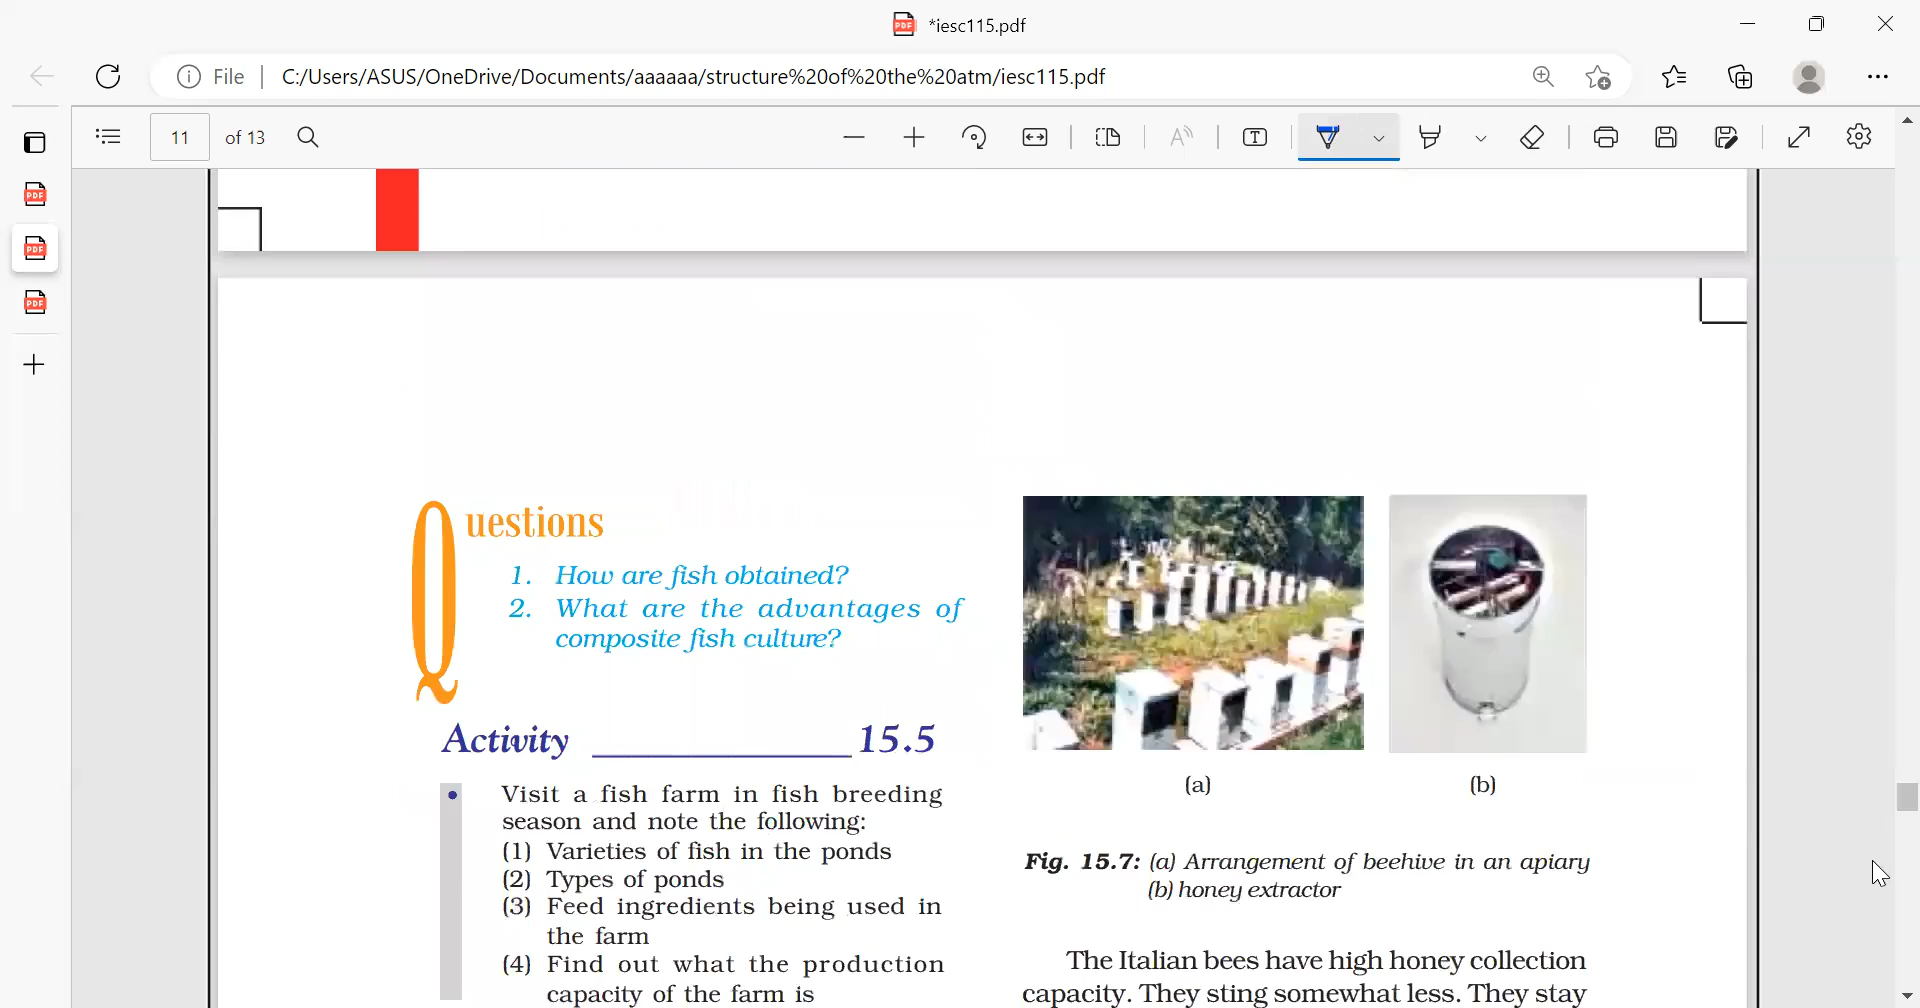 *iesc115.pdf
File
C:/Users/ASUS/OneDrive/Documents/aaaaaa/structure%20of%20the%20atm/iesc115.pdf
11 of 13
Questions
1. How are fish obtained?
2. What are the advantages of
composite fish culture?
Activity 15.5
• Visit a fish farm in fish breeding
season and note the following:
(1) Varieties of fish in the ponds
(2) Types of ponds
(3) Feed ingredients being used in
the farm
(4) Find out what the production
capacity of the farm is
(a) (b)
Fig. 15.7: (a) Arrangement of beehive in an apiary
(b) honey extractor
The Italian bees have high honey collection
capacity. They sting somewhat less. They stay